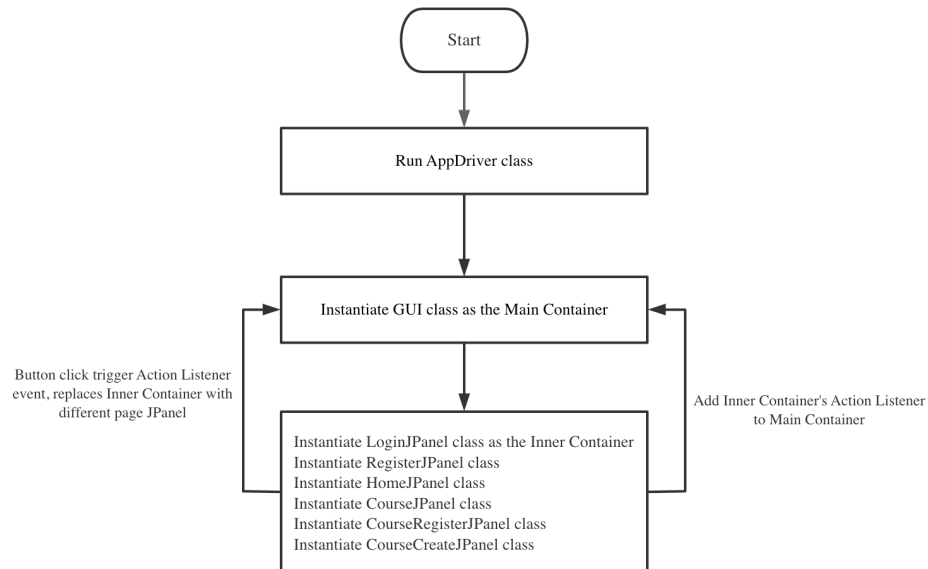 Start
Run AppDriver class
Instantiate GUI class as the Main Container
Button click trigger Action Listener
event, replaces Inner Container with
different page JPanel
Add Inner Container's Action Listener
to Main Container
Instantiate LoginJPanel class as the Inner Container
Instantiate RegisterJPanel class
Instantiate HomeJPanel class
Instantiate CourseJPanel class
Instantiate CourseRegisterJPanel class
Instantiate CourseCreateJPanel class